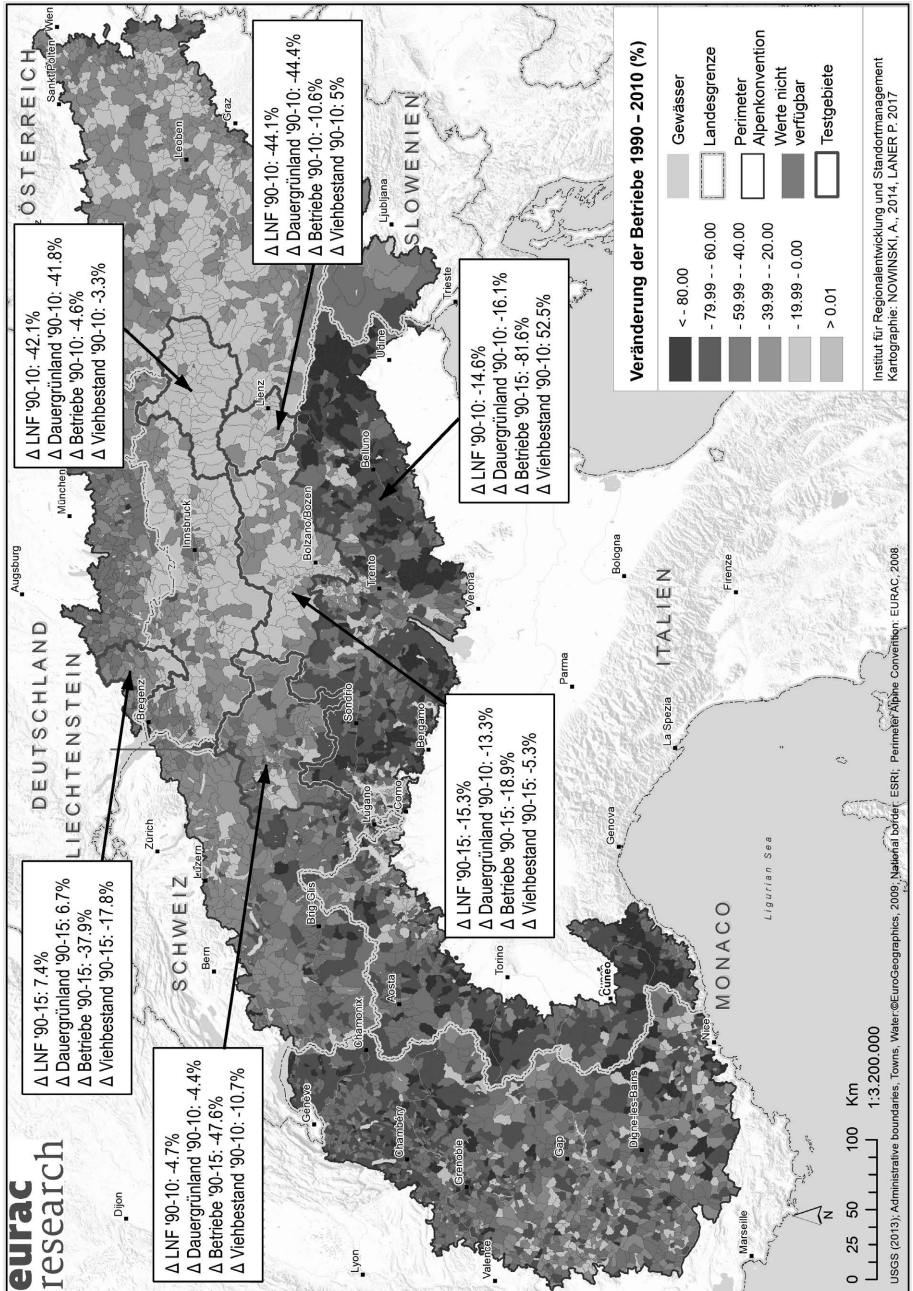 eurac
research
Δ LNF '90-15: 7.4%
Δ Dauergrünland '90-15: 6.7%
Δ Betriebe '90-15: -37.9%
Δ Viehbestand '90-15: -17.8%
Δ LNF '90-10: -42.1%
Δ Dauergrünland '90-10: -41.8%
Δ Betriebe '90-10: -4.6%
Δ Viehbestand '90-10: -3.3%
Δ LNF '90-10: -4.7%
Δ Dauergrünland '90-10: -4.4%
Δ Betriebe '90-15: -47.6%
Δ Viehbestand '90-10: -10.7%
Δ LNF '90-10: -44.1%
Δ Dauergrünland '90-10: -44.4%
Δ Betriebe '90-10: -10.6%
Δ Viehbestand '90-10: 5%
Δ LNF '90-15: -15.3%
Δ Dauergrünland '90-10: -13.3%
Δ Betriebe '90-15: -18.9%
Δ Viehbestand '90-15: -5.3%
Δ LNF '90-10: -14.6%
Δ Dauergrünland '90-10: -16.1%
Δ Betriebe '90-15: -81.6%
Δ Viehbestand '90-10: 52.5%
DEUTSCHLAND
LIECHTENSTEIN
ÖSTERREICH
SCHWEIZ
SLOWENIEN
ITALIEN
MONACO
Ligurian Sea
Dijon
Augsburg
München
Sankt Pölten
Wien
Zürich
Bregenz
Leoben
Graz
Innsbruck
Bern
Luzern
Lienz
Lyon
Genève
Chamonix
Brig-Glis
Bolzano/Bozen
Ljubljana
Chambéry
Aosta
Lugano
Como
Sondrio
Bergamo
Trento
Belluno
Udine
Trieste
Valence
Grenoble
Torino
Verona
Gap
Cuneo
Parma
Bologna
Digne-les-Bains
Nice
Genova
La Spezia
Firenze
Marseille
N
0 25 50 100 Km
1:3.200.000
Veränderung der Betriebe 1990 - 2010 (%)
< - 80.00
- 79.99 - - 60.00
- 59.99 - - 40.00
- 39.99 - - 20.00
- 19.99 - 0.00
> 0.01
Gewässer
Landesgrenze
Perimeter
Alpenkonvention
Werte nicht
verfügbar
Testgebiete
Institut für Regionalentwicklung und Standortmanagement
Kartographie: NOWINSKI, A., 2014, LANER P. 2017
USGS (2013); Administrative boundaries, Towns, Water:©EuroGeographics, 2009; National border: ESRI; Perimeter Alpine Convention: EURAC, 2008.